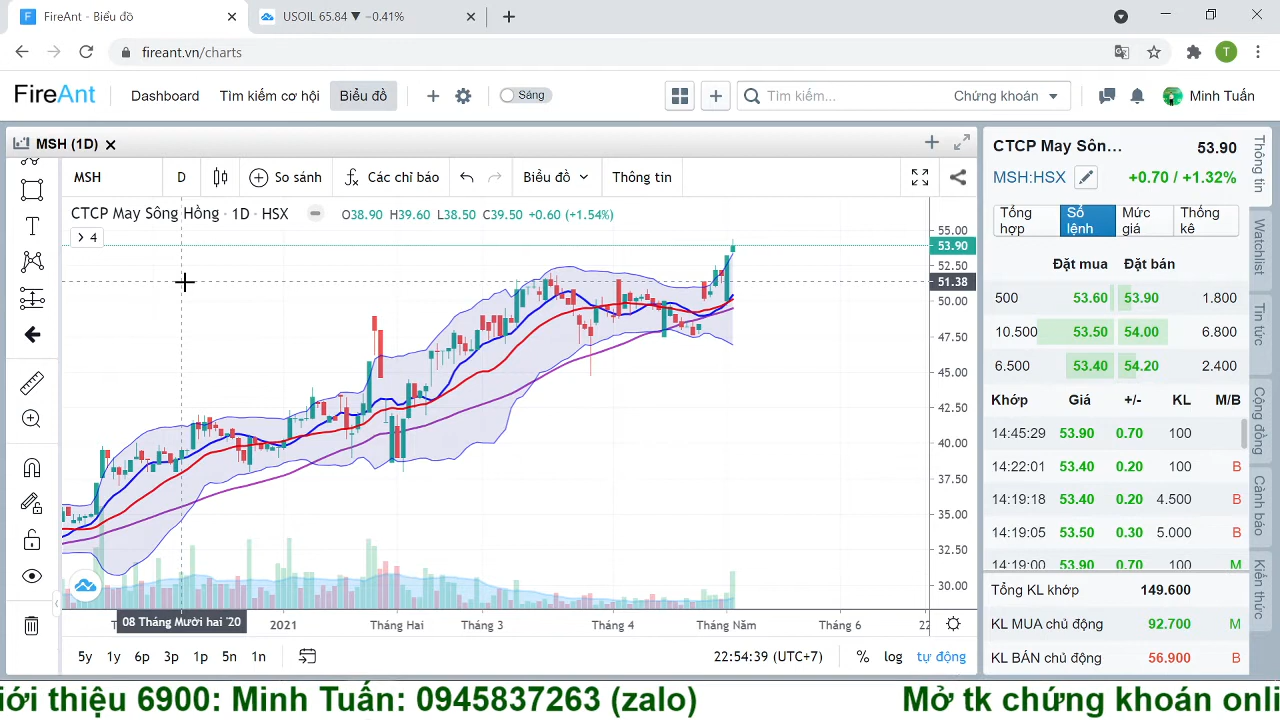 FireAnt - Biểu đồ
USOIL 65.84 ▼ −0.41%
fireant.vn/charts
T
FireAnt
Dashboard
Tìm kiếm cơ hội
Biểu đồ
Sáng
Tìm kiếm...
Chứng khoán
Minh Tuấn
MSH (1D)
MSH
D
So sánh
Các chỉ báo
Biểu đồ
Thông tin
CTCP May Sông Hồng · 1D · HSX
O38.90 H39.60 L38.50 C39.50 +0.60 (+1.54%)
4
55.00
53.90
52.50
51.38
50.00
47.50
45.00
42.50
40.00
37.50
35.00
32.50
30.00
08 Tháng Mười hai '20
2021
Tháng Hai
Tháng 3
Tháng 4
Tháng Năm
Tháng 6
22
5y 1y 6p 3p 1p 5n 1n
22:54:39 (UTC+7)
% log tự động
CTCP May Sôn...
53.90
MSH:HSX
+0.70 / +1.32%
Tổng hợp
Sổ lệnh
Mức giá
Thống kê
Đặt mua Đặt bán
500 53.60 53.90 1.800
10.500 53.50 54.00 6.800
6.500 53.40 54.20 2.400
Khớp Giá +/- KL M/B
14:45:29 53.90 0.70 100
14:22:01 53.40 0.20 100 B
14:19:18 53.40 0.20 4.500 B
14:19:05 53.50 0.30 5.000 B
14:19:00 53.90 0.70 100 M
Tổng KL khớp 149.600
KL MUA chủ động 92.700 M
KL BÁN chủ động 56.900 B
Thông tin
Watchlist
Tin tức
Cộng đồng
Cảnh báo
Kiến thức
iới thiệu 6900: Minh Tuấn: 0945837263 (zalo)
Mở tk chứng khoán onli